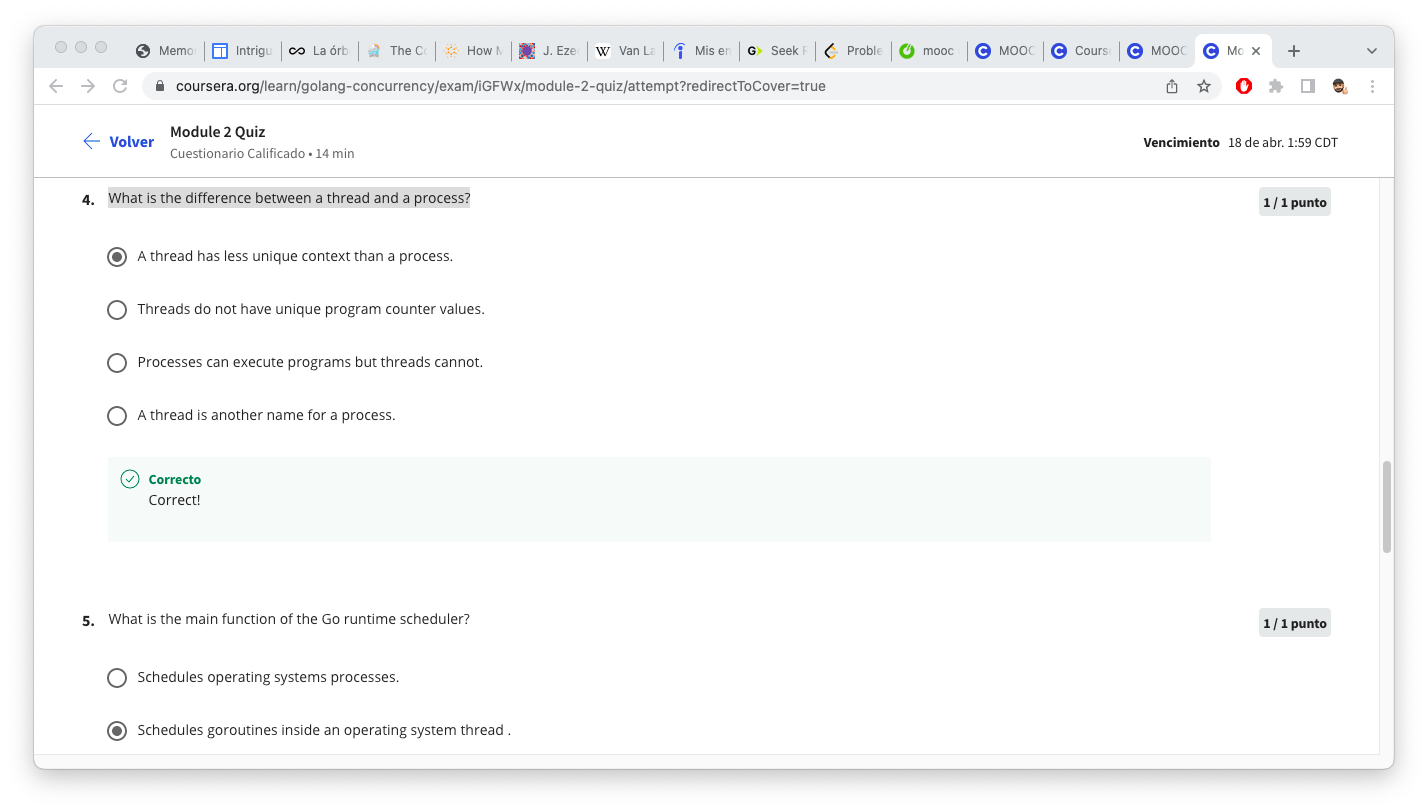 Memo
Intrigu
La órb
The Co
How M
J. Ezec
W
Van La
Mis en
G
Seek F
Proble
mooc
MOOC
Course
MOOC
Mo
coursera.org/learn/golang-concurrency/exam/iGFWx/module-2-quiz/attempt?redirectToCover=true
Volver
Module 2 Quiz
Cuestionario Calificado • 14 min
Vencimiento 18 de abr. 1:59 CDT
4. What is the difference between a thread and a process?
1 / 1 punto
A thread has less unique context than a process.
Threads do not have unique program counter values.
Processes can execute programs but threads cannot.
A thread is another name for a process.
Correcto
Correct!
5. What is the main function of the Go runtime scheduler?
1 / 1 punto
Schedules operating systems processes.
Schedules goroutines inside an operating system thread .